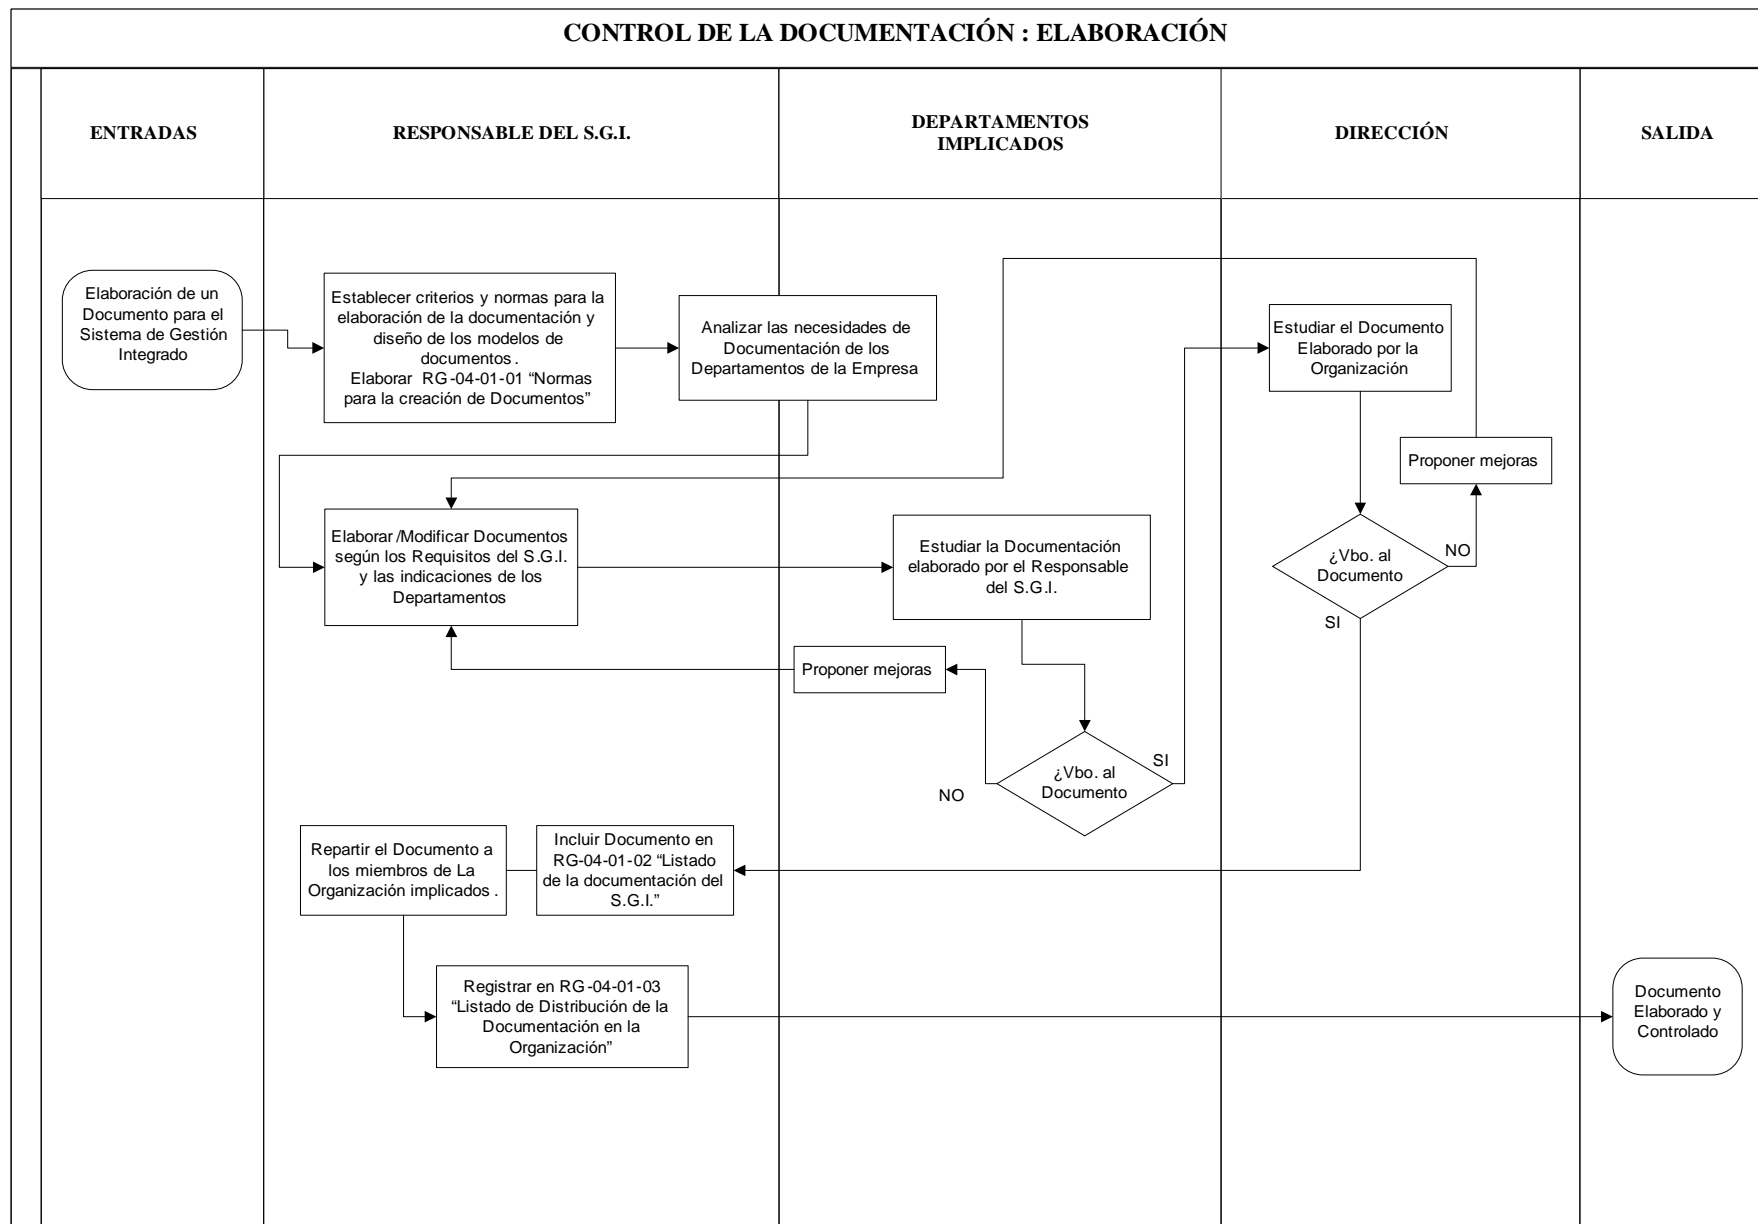 CONTROL DE LA DOCUMENTACIÓN : ELABORACIÓN
ENTRADAS
RESPONSABLE DEL S.G.I.
DEPARTAMENTOS
IMPLICADOS
DIRECCIÓN
SALIDA
Elaboración de un
Documento para el
Sistema de Gestión
Integrado
Establecer criterios y normas para la
elaboración de la documentación y
diseño de los modelos de
documentos .
Elaborar RG-04-01-01 “Normas
para la creación de Documentos”
Analizar las necesidades de
Documentación de los
Departamentos de la Empresa
Estudiar el Documento
Elaborado por la
Organización
Proponer mejoras
Elaborar /Modificar Documentos
según los Requisitos del S.G.I.
y las indicaciones de los
Departamentos
Estudiar la Documentación
elaborado por el Responsable
del S.G.I.
¿Vbo. al
Documento
NO
SI
Proponer mejoras
¿Vbo. al
Documento
SI
NO
Repartir el Documento a
los miembros de La
Organización implicados .
Incluir Documento en
RG-04-01-02 “Listado
de la documentación del
S.G.I.”
Registrar en RG-04-01-03
“Listado de Distribución de la
Documentación en la
Organización”
Documento
Elaborado y
Controlado